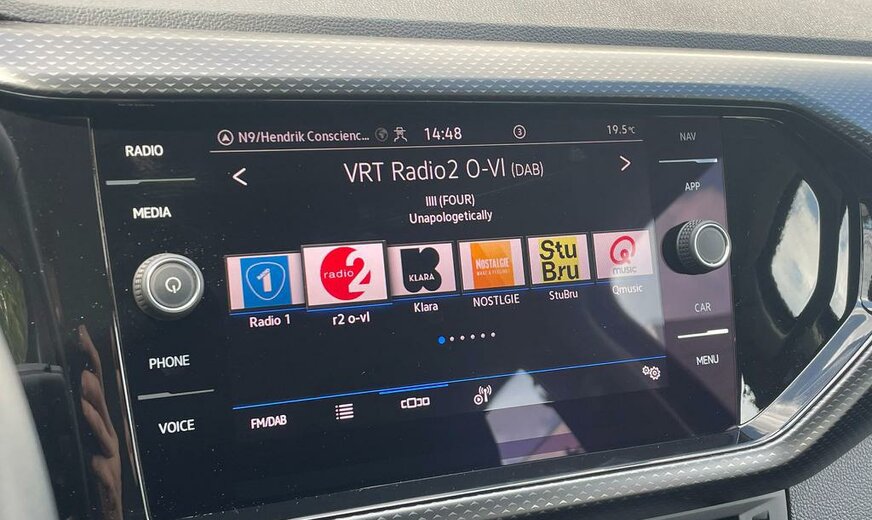 RADIO
MEDIA
PHONE
VOICE
N9/Hendrik Conscienc... 14:48 3 19.5°C
VRT Radio2 O-Vl (DAB)
IIII (FOUR)
Unapologetically
1
radio 2
KLARA
NOSTALGIE
Stu
Bru
Q
music
Radio 1
r2 o-vl
Klara
NOSTLGIE
StuBru
Qmusic
FM/DAB
NAV
APP
CAR
MENU